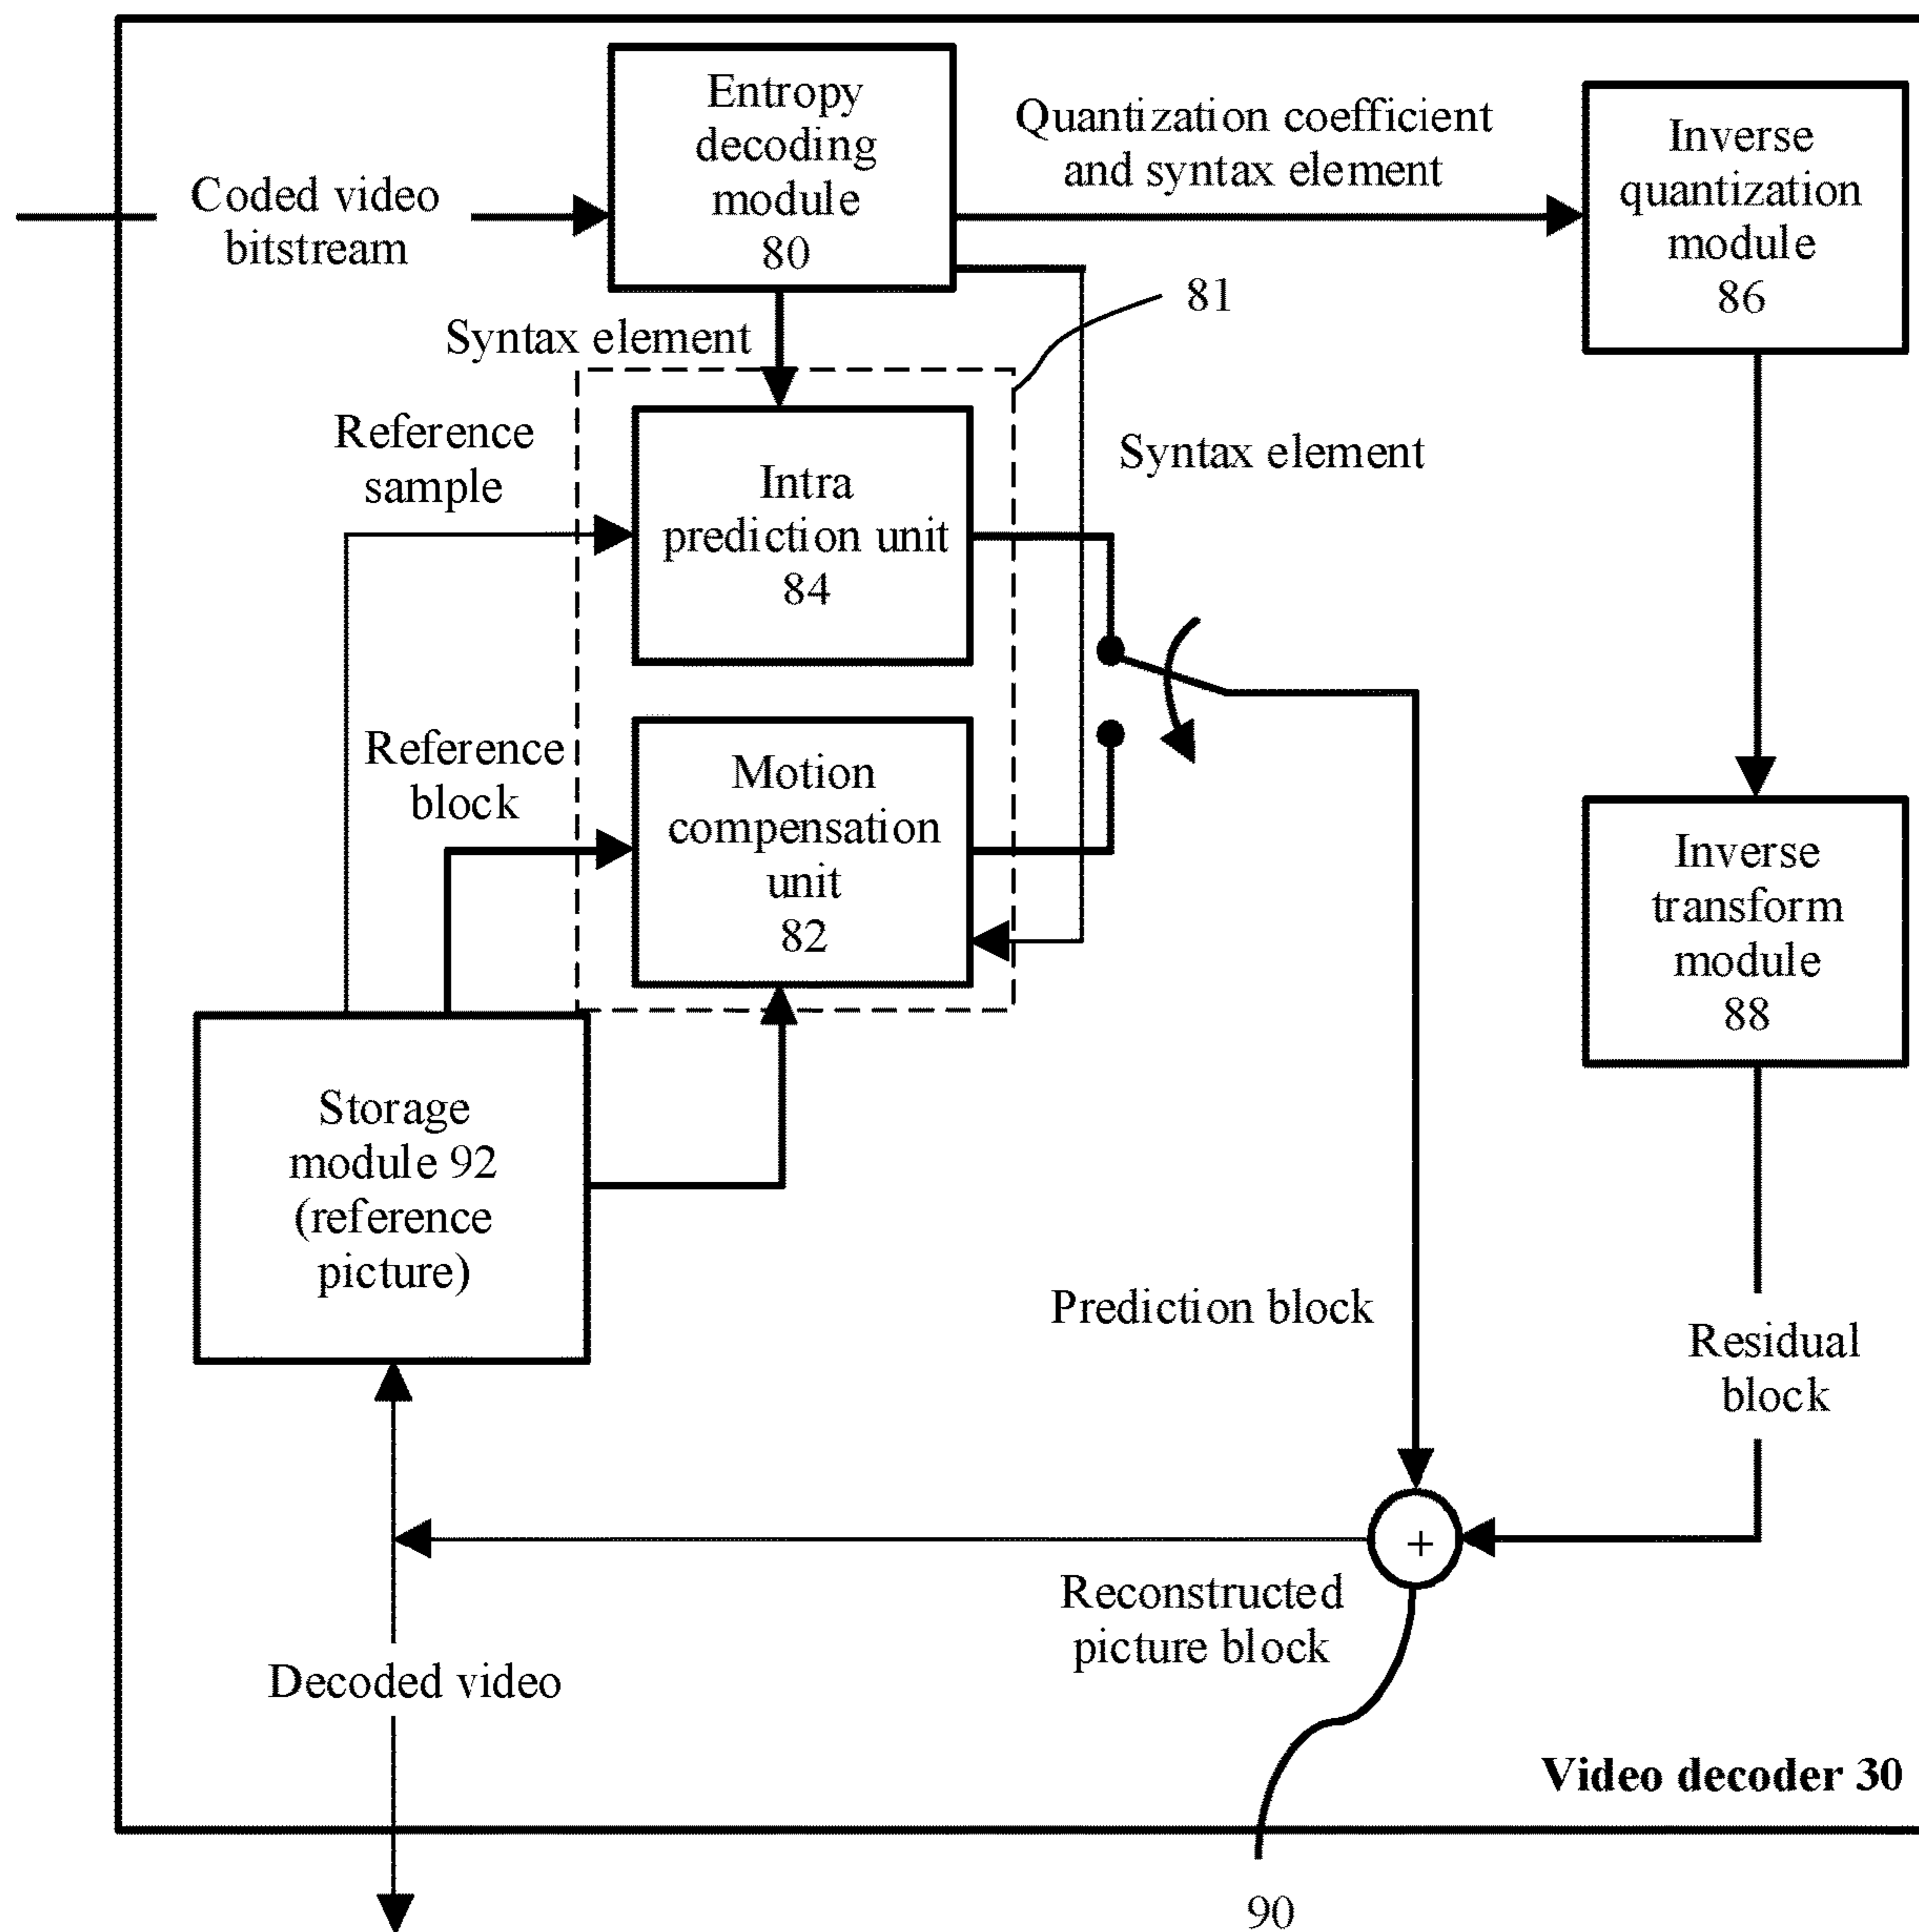 Entropy
decoding
module
80
Quantization coefficient
and syntax element
Inverse
quantization
module
86
Coded video
bitstream
81
Syntax element
Reference
sample
Syntax element
Intra
prediction unit
84
Reference
block
Motion
compensation
unit
82
Inverse
transform
module
88
Storage
module 92
(reference
picture)
Prediction block
Residual
block
+
Reconstructed
picture block
Decoded video
Video decoder 30
90